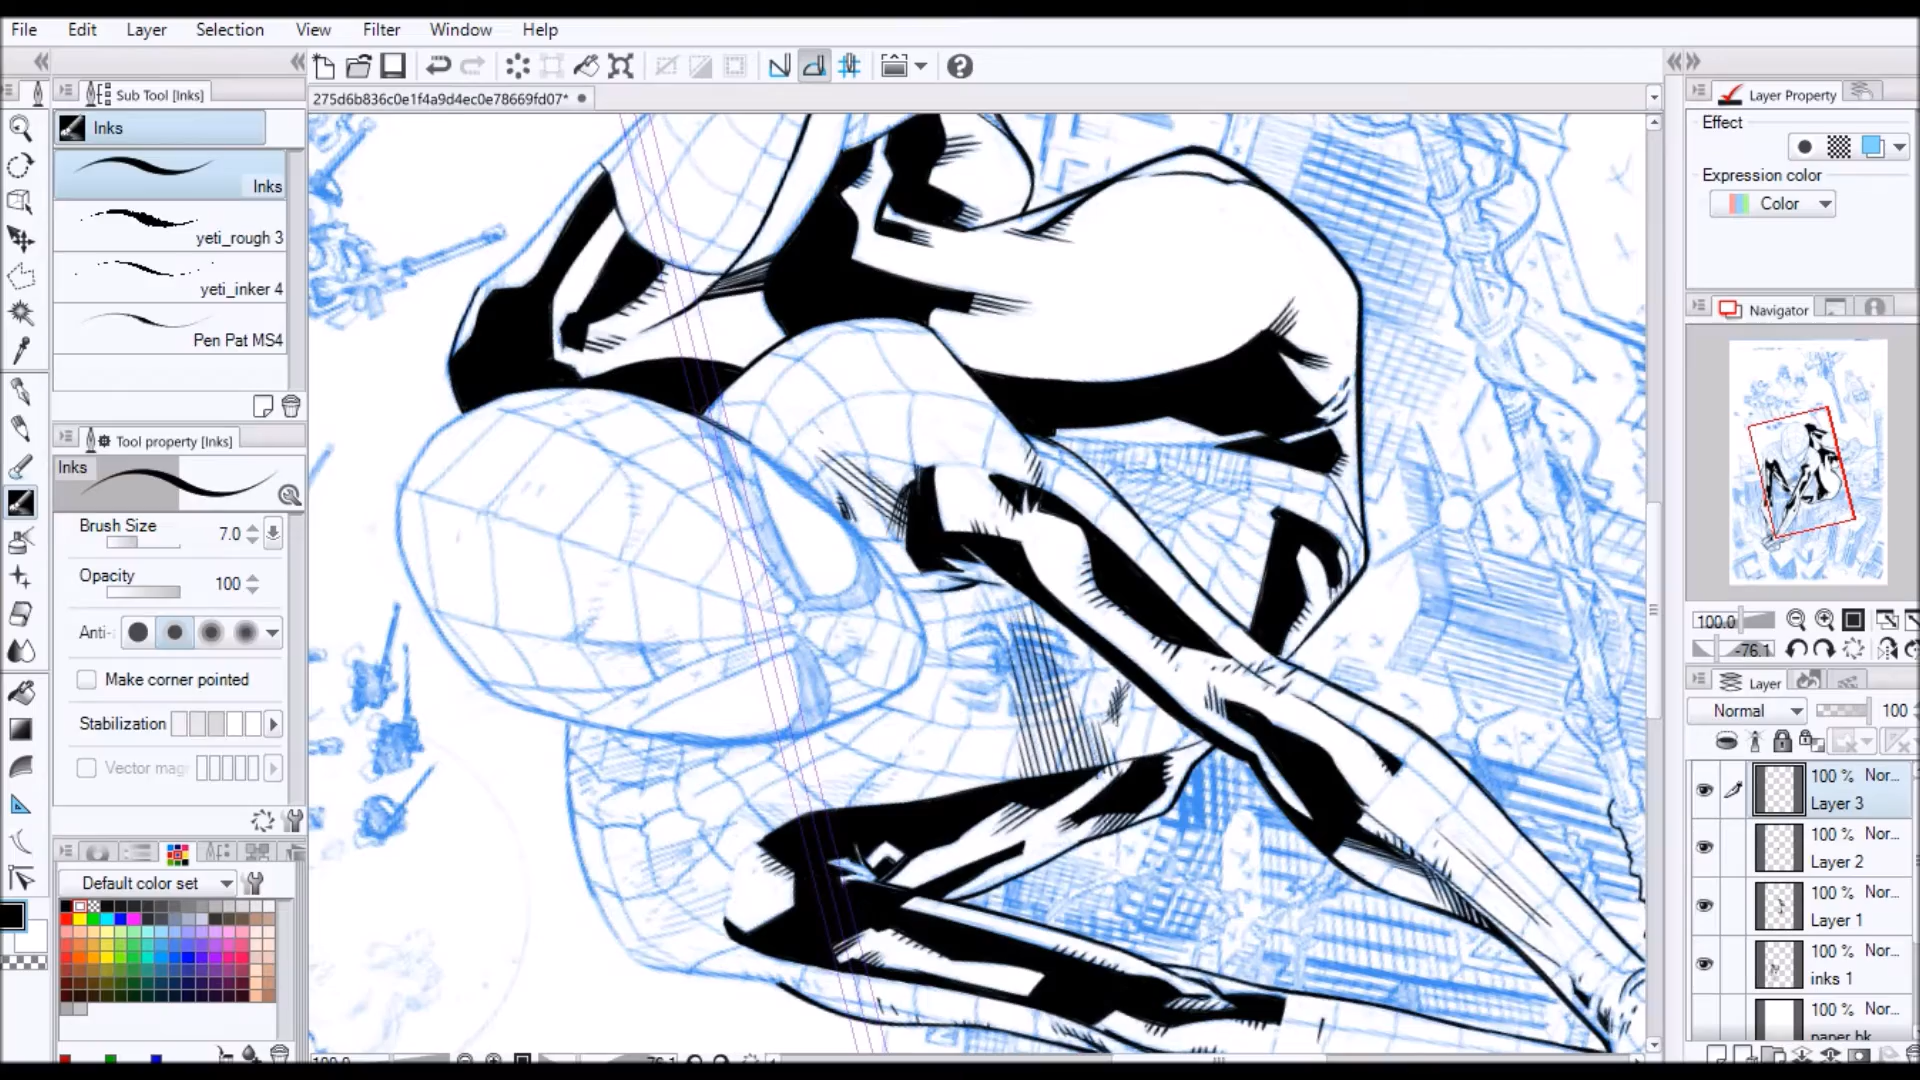 File Edit Layer Selection View Filter Window Help
Sub Tool [Inks]
275d6b836c0e1f4a9d4ec0e78669fd07*
Inks
Inks
yeti_rough 3
yeti_inker 4
Pen Pat MS4
Tool property [Inks]
Inks
Brush Size 7.0
Opacity 100
Anti-
Make corner pointed
Stabilization
Vector mag
Default color set
Layer Property
Effect
Expression color
Color
Navigator
100.0
-76.1
Layer
Normal 100
100 % Nor...
Layer 3
100 % Nor...
Layer 2
100 % Nor...
Layer 1
100 % Nor...
inks 1
100 % Nor...
paper bk